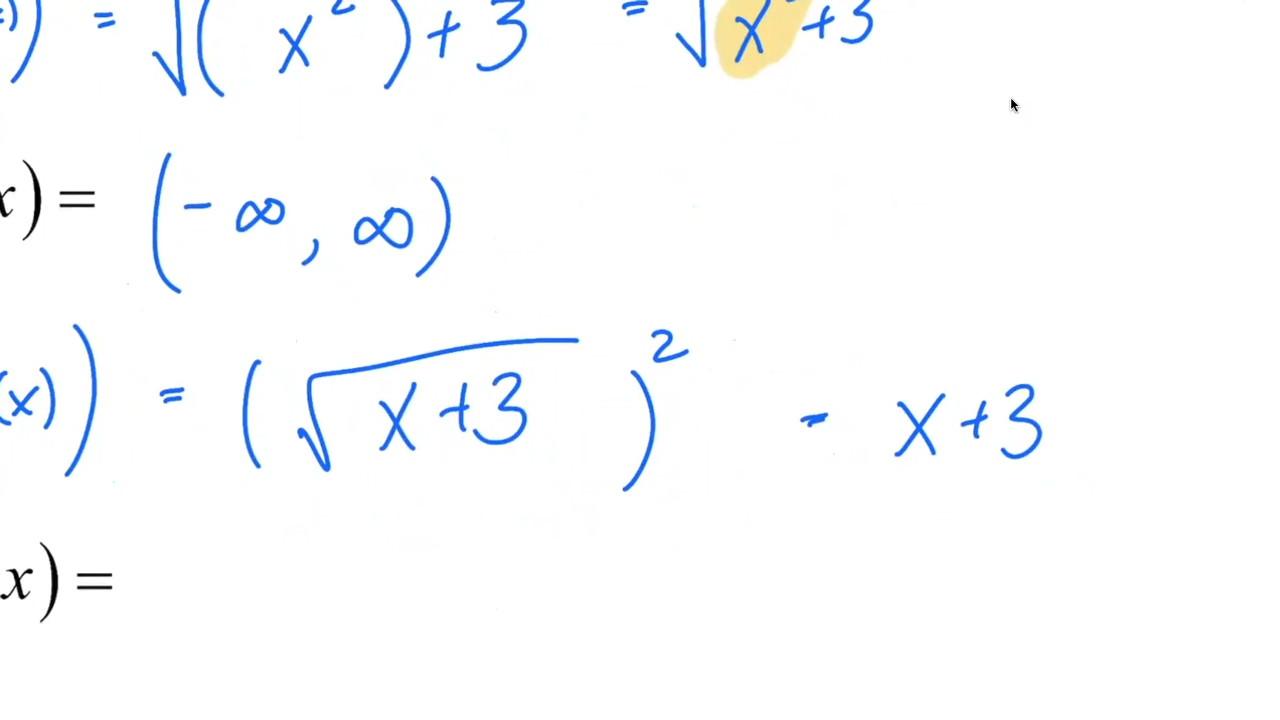 ) = √( x² ) + 3 = √x² + 3
x) = (-∞, ∞)
(x)) = (√x+3)² = x+3
x) =